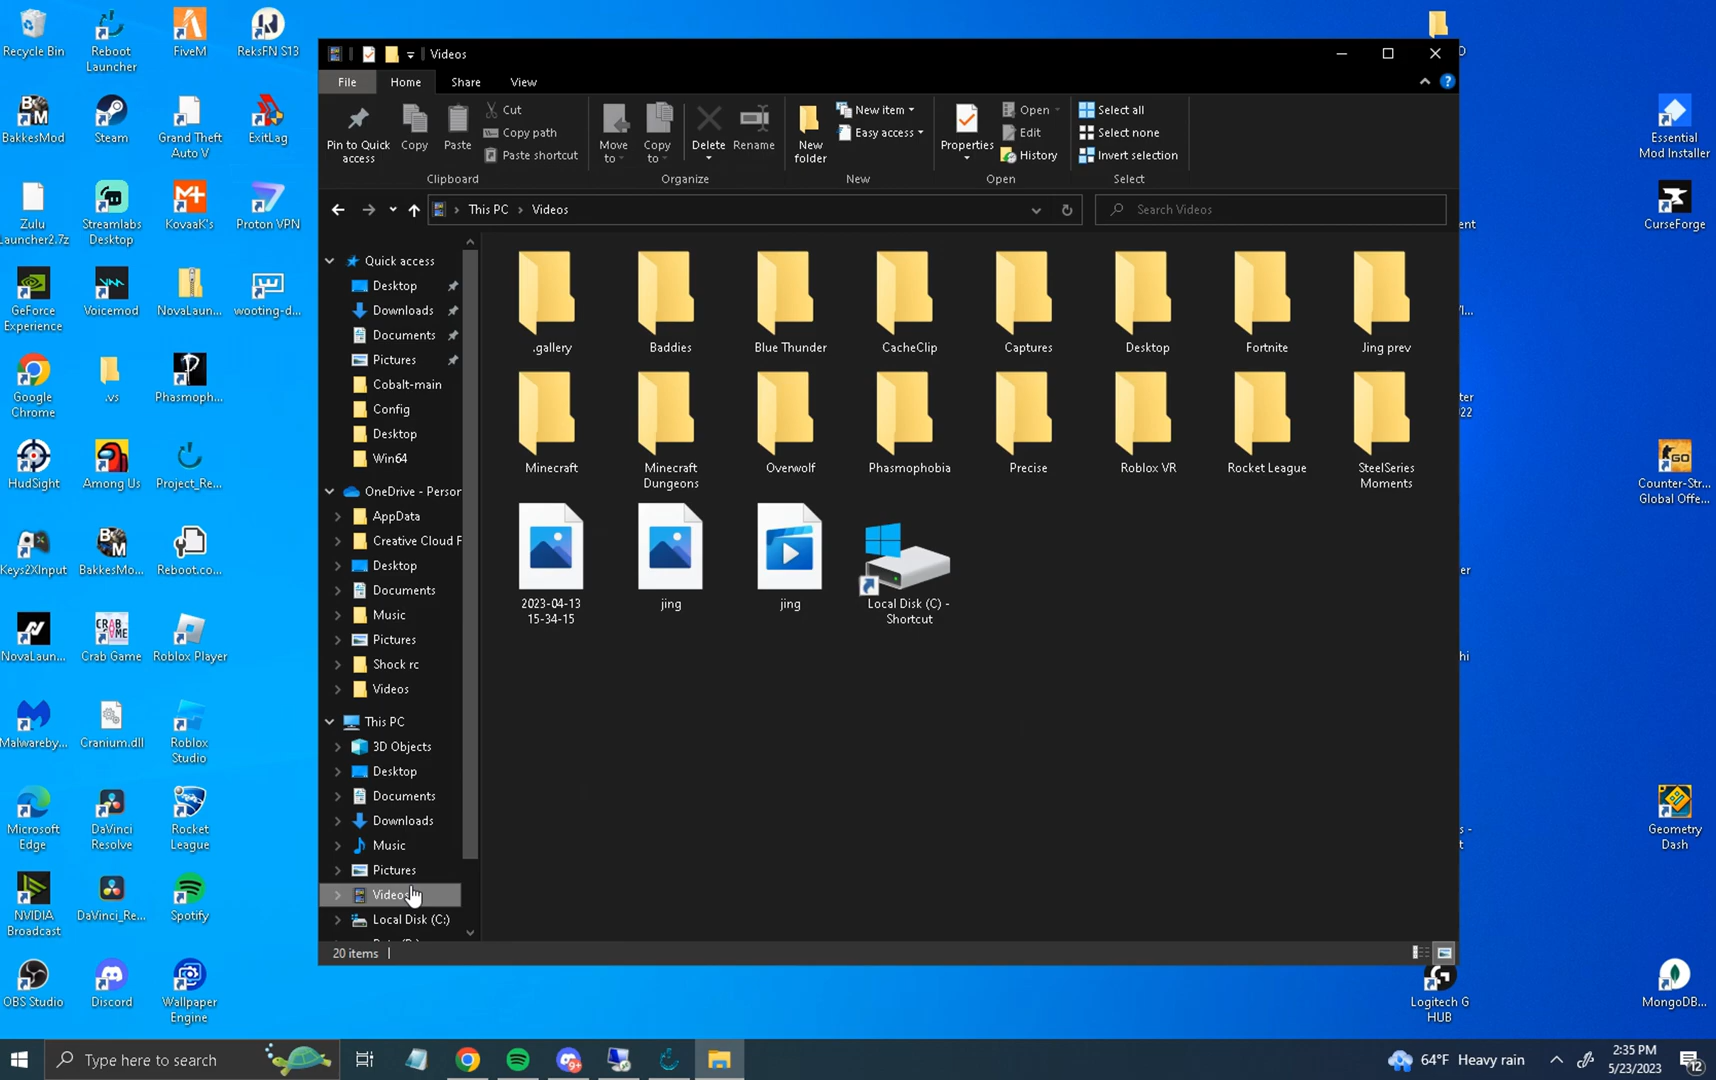 Recycle Bin
Reboot
Launcher
FiveM
ReksFN S13
BakkesMod
Steam
Grand Theft
Auto V
ExitLag
Zulu
Launcher2.7z
Streamlabs
Desktop
KovaaK's
Proton VPN
GeForce
Experience
Voicemod
NovaLaun...
wooting-d...
Google
Chrome
.vs
Phasmoph...
HudSight
Among Us
Project_Re...
Keys2XInput
BakkesMo...
Reboot.co...
NovaLaun...
Crab Game
Roblox Player
Malwareby...
Cranium.dll
Roblox
Studio
Microsoft
Edge
DaVinci
Resolve
Rocket
League
NVIDIA
Broadcast
DaVinci_Re...
Spotify
OBS Studio
Discord
Wallpaper
Engine
Videos
File
Home
Share
View
Pin to Quick
access
Copy
Paste
Cut
Copy path
Paste shortcut
Clipboard
Move
to
Copy
to
Delete
Rename
Organize
New
folder
New item
Easy access
New
Properties
Open
Edit
History
Open
Select all
Select none
Invert selection
Select
This PC
Videos
Search Videos
Quick access
Desktop
Downloads
Documents
Pictures
Cobalt-main
Config
Desktop
Win64
OneDrive - Person
AppData
Creative Cloud F
Desktop
Documents
Music
Pictures
Shock rc
Videos
This PC
3D Objects
Desktop
Documents
Downloads
Music
Pictures
Videos
Local Disk (C:)
.gallery
Baddies
Blue Thunder
CacheClip
Captures
Desktop
Fortnite
Jing prev
Minecraft
Minecraft
Dungeons
Overwolf
Phasmophobia
Precise
Roblox VR
Rocket League
SteelSeries
Moments
2023-04-13
15-34-15
jing
jing
Local Disk (C) -
Shortcut
20 items
Essential
Mod Installer
CurseForge
Counter-Str...
Global Offe...
Geometry
Dash
Logitech G
HUB
MongoDB...
Type here to search
64°F Heavy rain
2:35 PM
5/23/2023
12